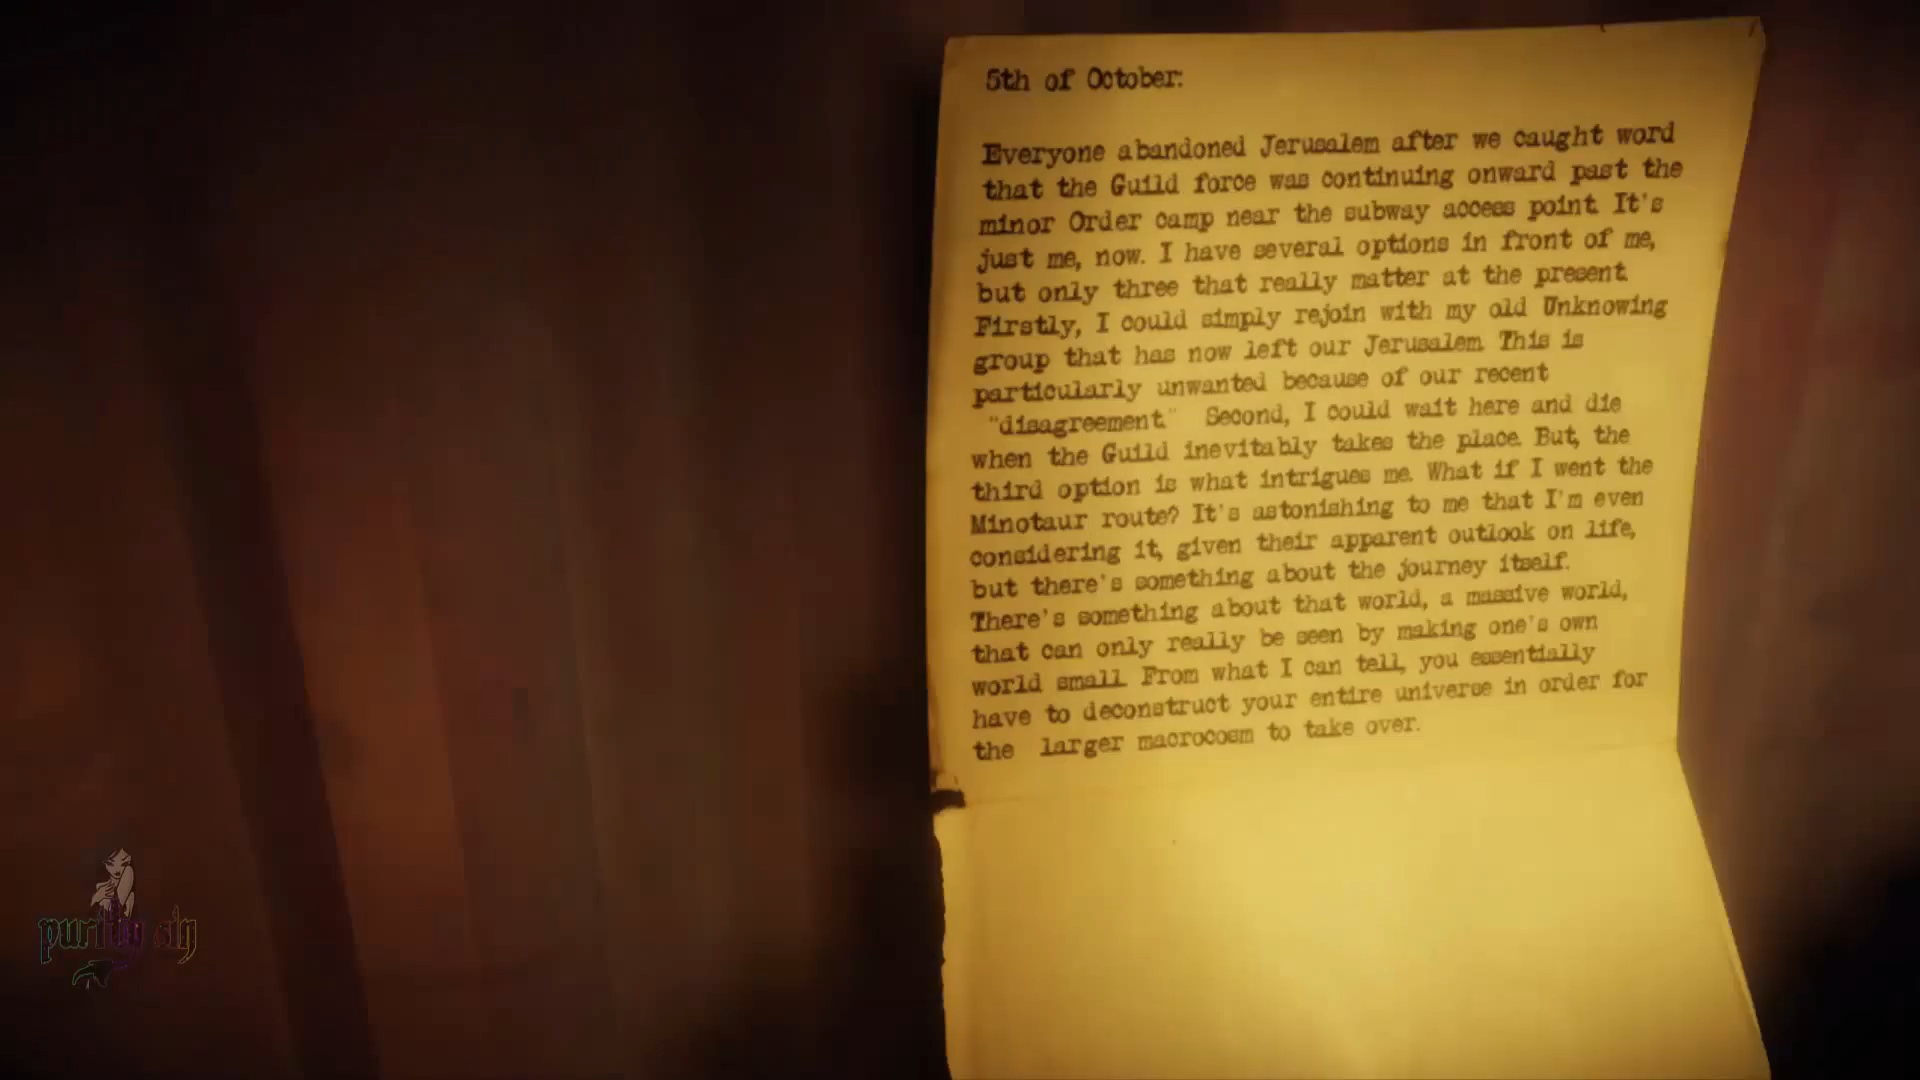 5th of October:
Everyone abandoned Jerusalem after we caught word
that the Guild force was continuing onward past the
minor Order camp near the subway access point. It's
just me, now. I have several options in front of me,
but only three that really matter at the present.
Firstly, I could simply rejoin with my old Unknowing
group that has now left our Jerusalem. This is
particularly unwanted because of our recent
"disagreement." Second, I could wait here and die
when the Guild inevitably takes the place. But, the
third option is what intrigues me. What if I went the
Minotaur route? It's astonishing to me that I'm even
considering it, given their apparent outlook on life,
but there's something about the journey itself.
There's something about that world, a massive world,
that can only really be seen by making one's own
world small. From what I can tell, you essentially
have to deconstruct your entire universe in order for
the larger macrocosm to take over.